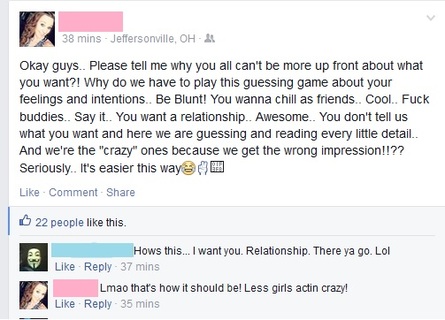 38 mins · Jeffersonville, OH ·
Okay guys.. Please tell me why you all can't be more up front about what
you want?! Why do we have to play this guessing game about your
feelings and intentions.. Be Blunt! You wanna chill as friends.. Cool.. Fuck
buddies.. Say it.. You want a relationship.. Awesome.. You don't tell us
what you want and here we are guessing and reading every little detail..
And we're the "crazy" ones because we get the wrong impression!!??
Seriously.. It's easier this way😂✌
Like · Comment · Share
22 people like this.
Hows this... I want you. Relationship. There ya go. Lol
Like · Reply · 37 mins
Lmao that's how it should be! Less girls actin crazy!
Like · Reply · 35 mins